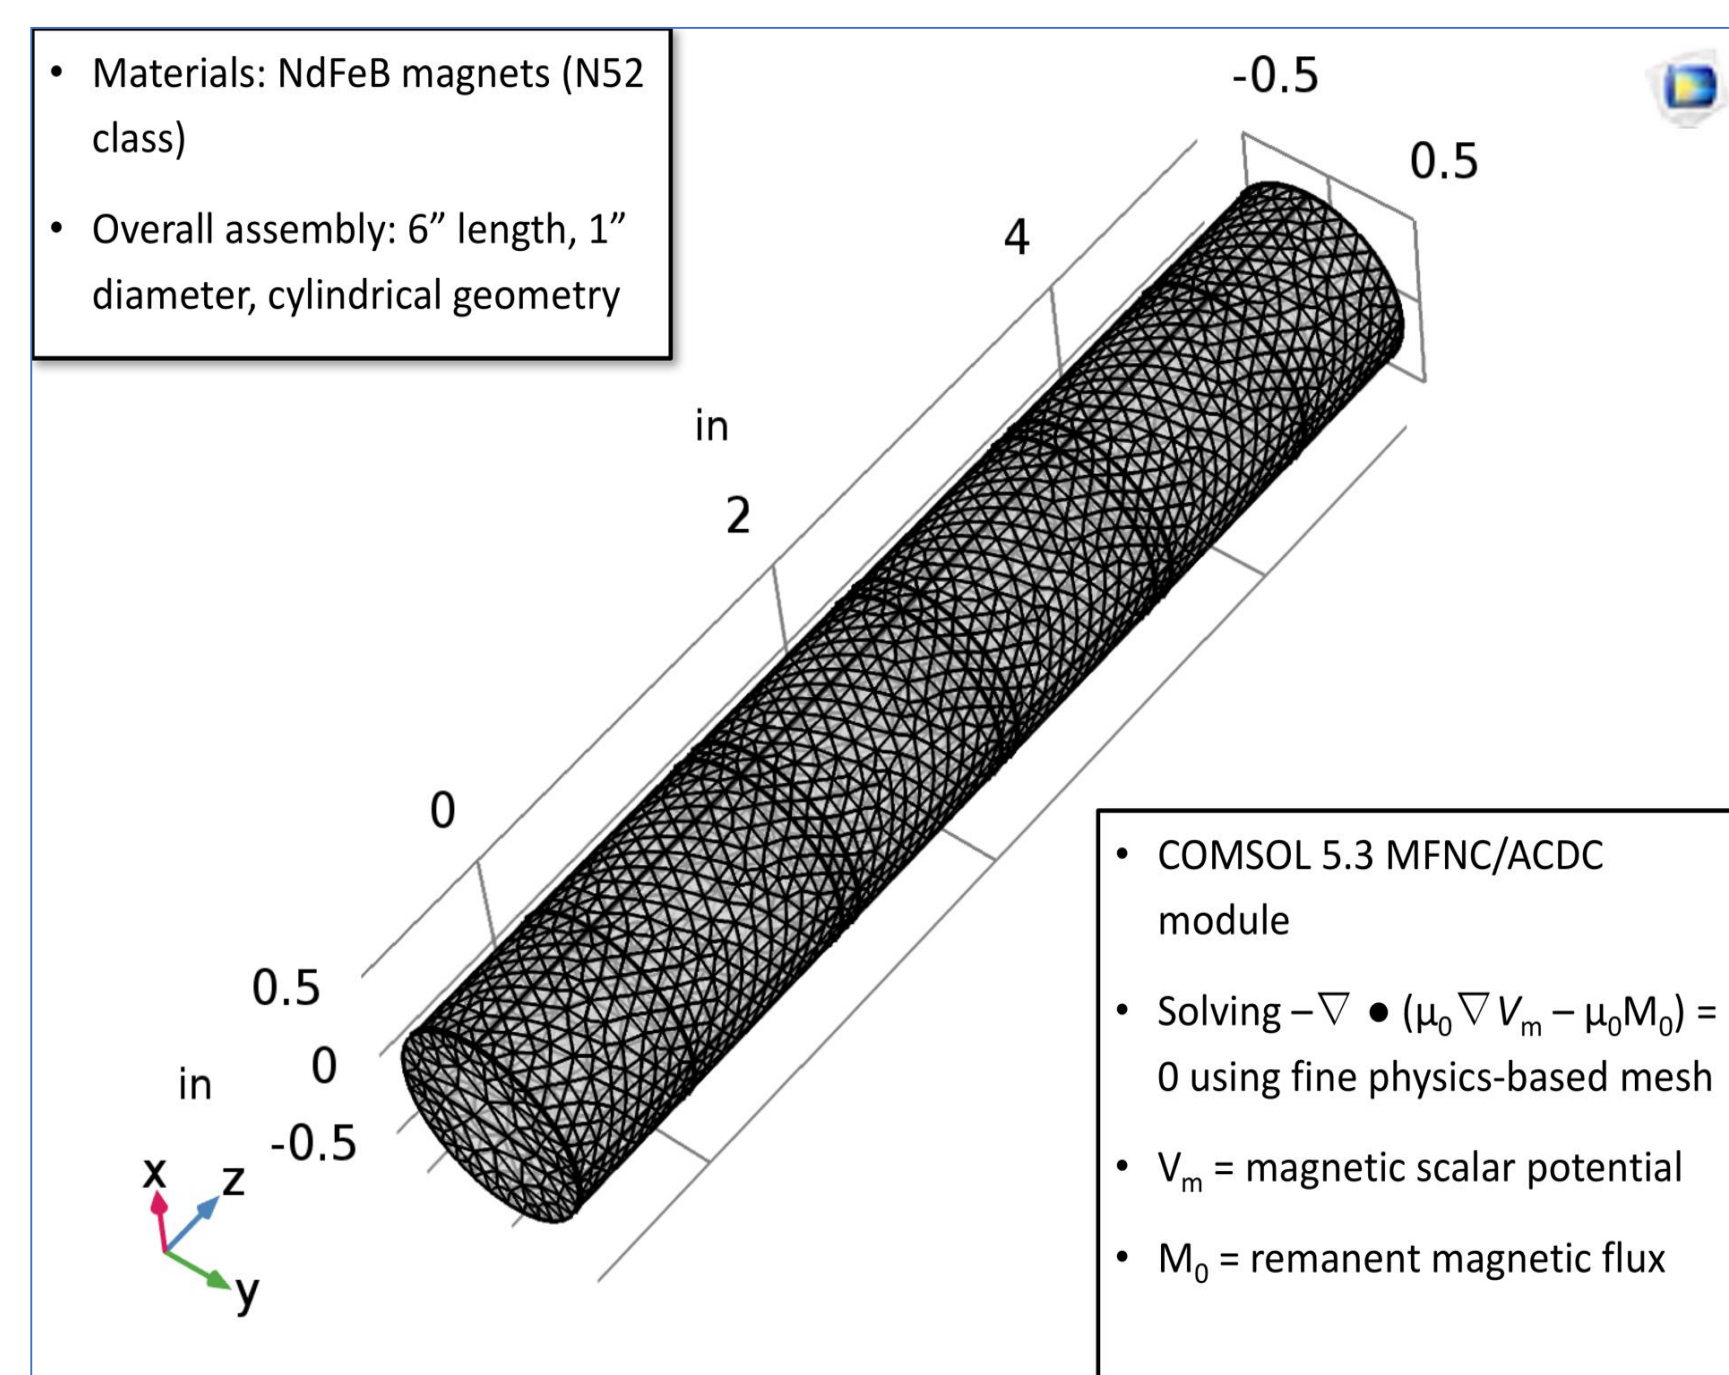 • Materials: NdFeB magnets (N52
class)
• Overall assembly: 6” length, 1”
diameter, cylindrical geometry
-0.5
0.5
4
in
2
0
0.5
0
in
-0.5
x
z
y
• COMSOL 5.3 MFNC/ACDC
module
• Solving –▽ ● (µ₀▽Vₘ – µ₀M₀) =
0 using fine physics-based mesh
• Vₘ = magnetic scalar potential
• M₀ = remanent magnetic flux